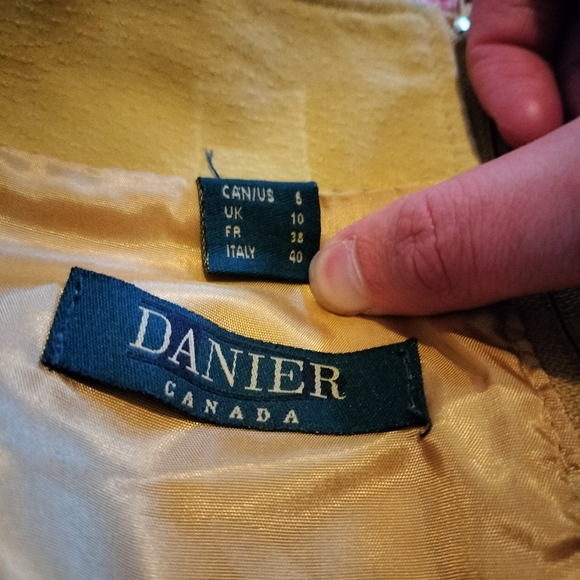 CAN/US 6
UK 10
FR 38
ITALY 40
DANIER
CANADA